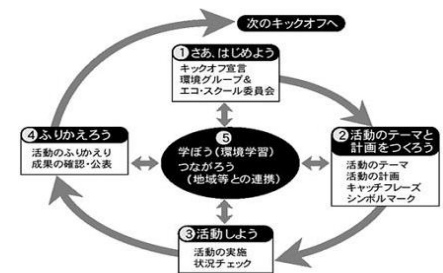 次のキックオフへ
1 さあ、はじめよう
キックオフ宣言
環境グループ&
エコ・スクール委員会
2 活動のテーマと
計画をつくろう
活動のテーマ
活動の計画
キャッチフレーズ
シンボルマーク
3 活動しよう
活動の実施
状況チェック
4 ふりかえろう
活動のふりかえり
成果の確認・公表
5
学ぼう(環境学習)
つながろう
(地域等との連携)